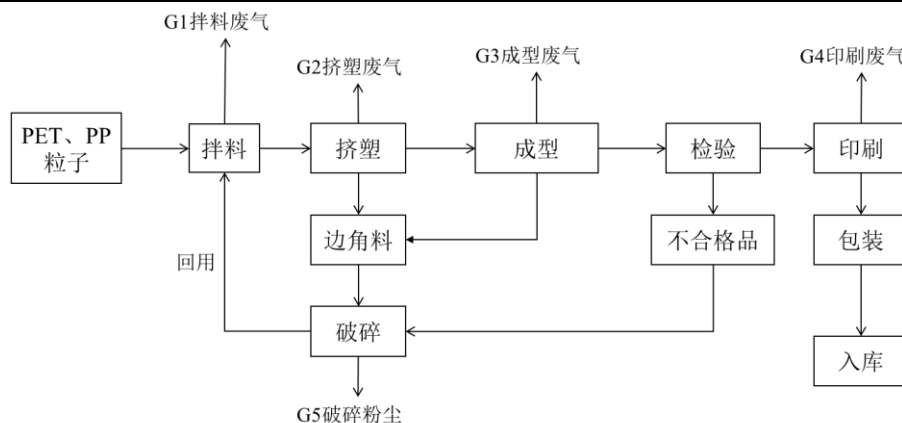 G1拌料废气
G2挤塑废气
G3成型废气
G4印刷废气
PET、PP
粒子
拌料
挤塑
成型
检验
印刷
边角料
不合格品
包装
回用
破碎
入库
G5破碎粉尘